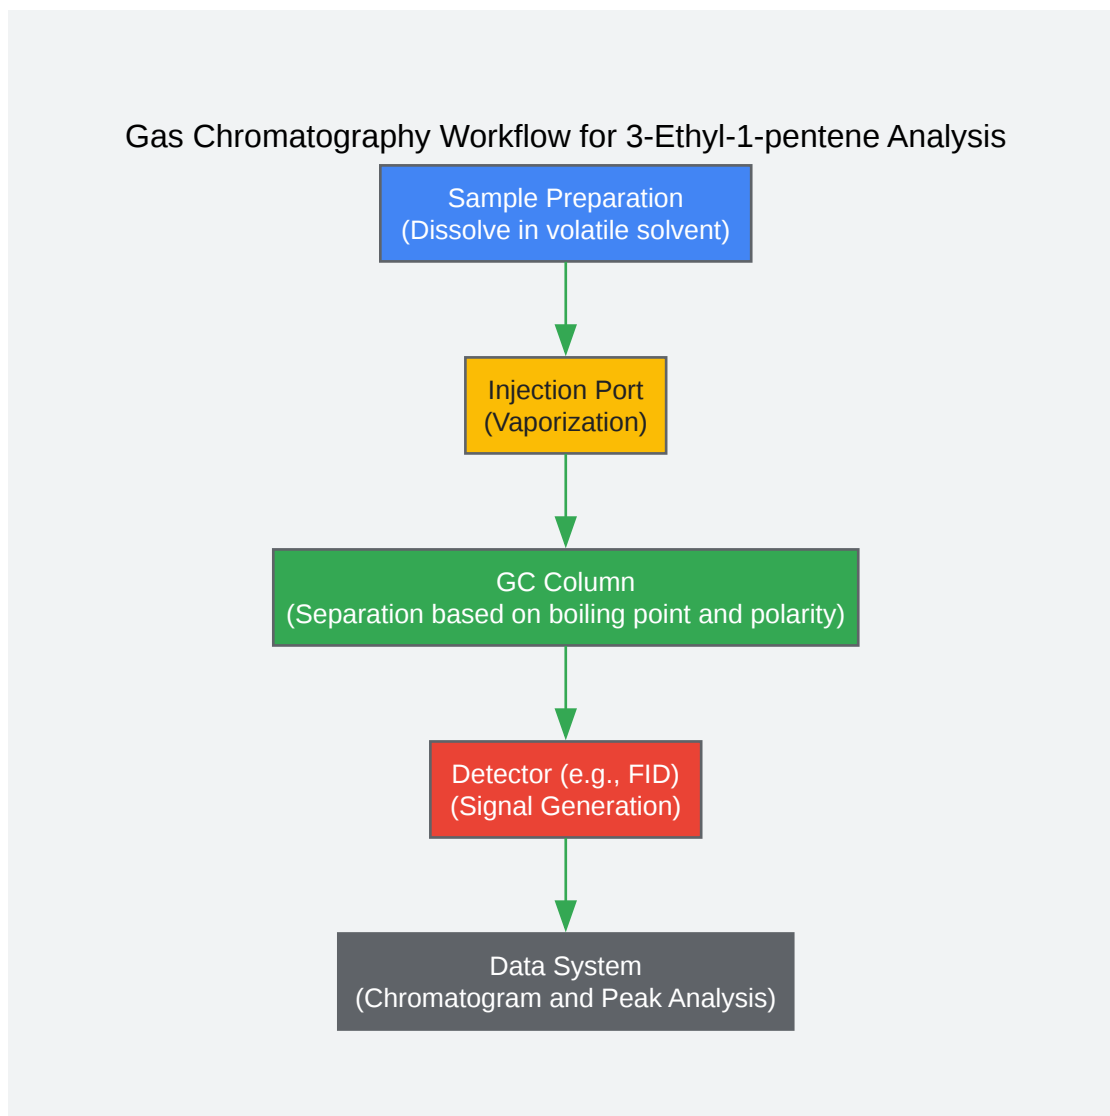 Gas Chromatography Workflow for 3-Ethyl-1-pentene Analysis
Sample Preparation
(Dissolve in volatile solvent)
Injection Port
(Vaporization)
GC Column
(Separation based on boiling point and polarity)
Detector (e.g., FID)
(Signal Generation)
Data System
(Chromatogram and Peak Analysis)